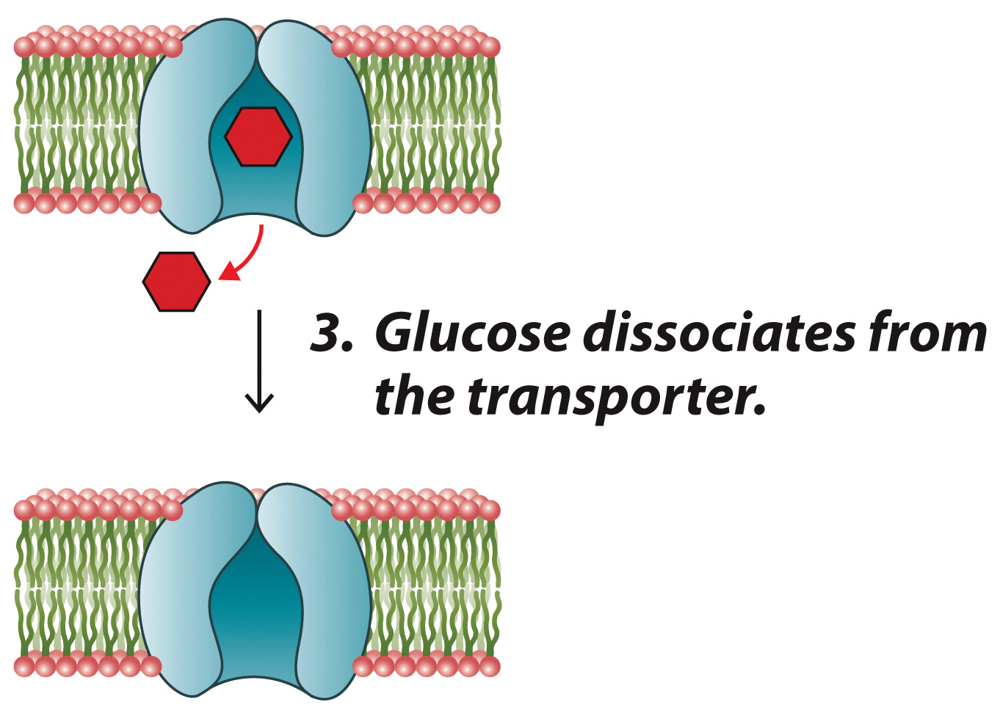 3. Glucose dissociates from
the transporter.